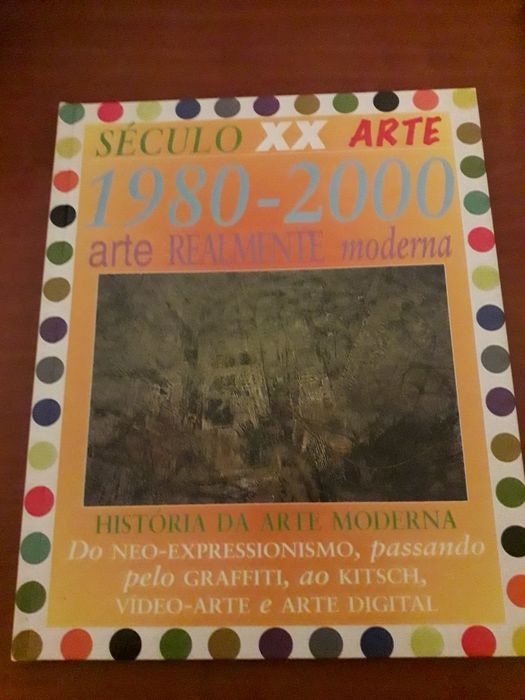 SÉCULO XX ARTE
1980-2000
arte REALMENTE moderna
HISTÓRIA DA ARTE MODERNA
Do NEO-EXPRESSIONISMO, passando
pelo GRAFFITI, ao KITSCH,
VÍDEO-ARTE e ARTE DIGITAL